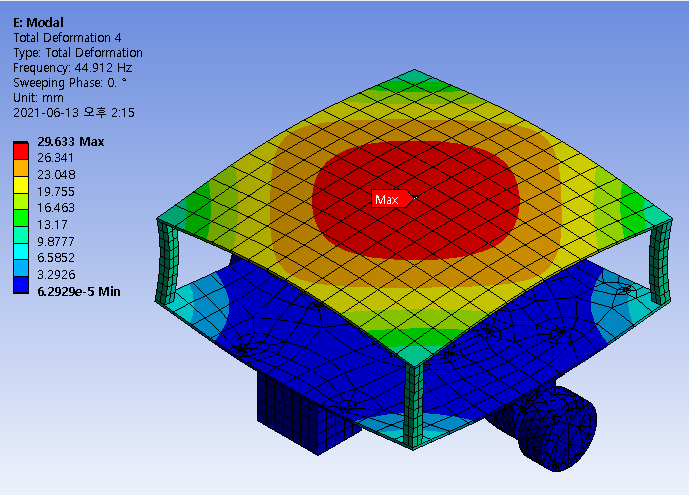 E: Modal
Total Deformation 4
Type: Total Deformation
Frequency: 44.912 Hz
Sweeping Phase: 0. °
Unit: mm
2021-06-13 오후 2:15
29.633 Max
26.341
23.048
19.755
16.463
13.17
9.8777
6.5852
3.2926
6.2929e-5 Min
Max